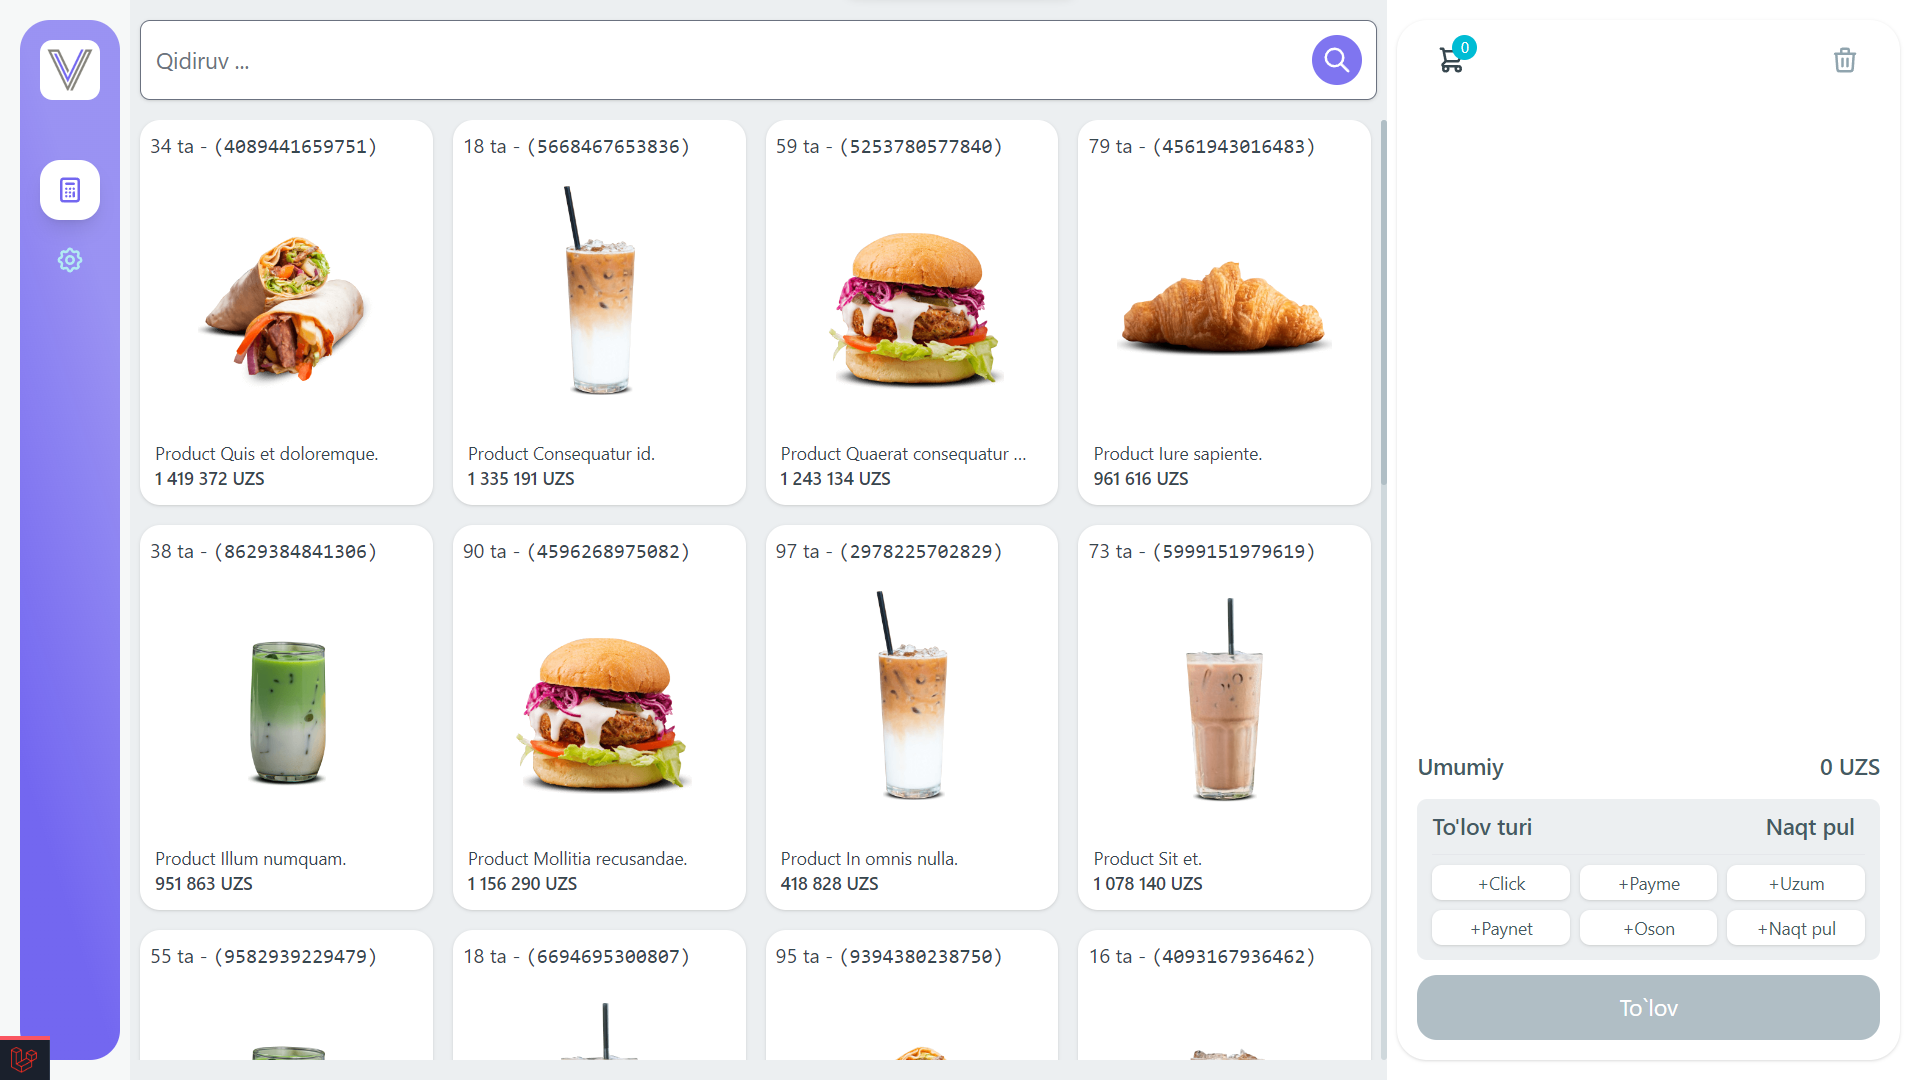 Qidiruv ...
0
34 ta - (4089441659751)
Product Quis et doloremque.
1 419 372 UZS
18 ta - (5668467653836)
Product Consequatur id.
1 335 191 UZS
59 ta - (5253780577840)
Product Quaerat consequatur ...
1 243 134 UZS
79 ta - (4561943016483)
Product Iure sapiente.
961 616 UZS
38 ta - (8629384841306)
Product Illum numquam.
951 863 UZS
90 ta - (4596268975082)
Product Mollitia recusandae.
1 156 290 UZS
97 ta - (2978225702829)
Product In omnis nulla.
418 828 UZS
73 ta - (5999151979619)
Product Sit et.
1 078 140 UZS
55 ta - (9582939229479)
18 ta - (6694695300807)
95 ta - (9394380238750)
16 ta - (4093167936462)
Umumiy 0 UZS
To'lov turi Naqt pul
+Click +Payme +Uzum
+Paynet +Oson +Naqt pul
To`lov